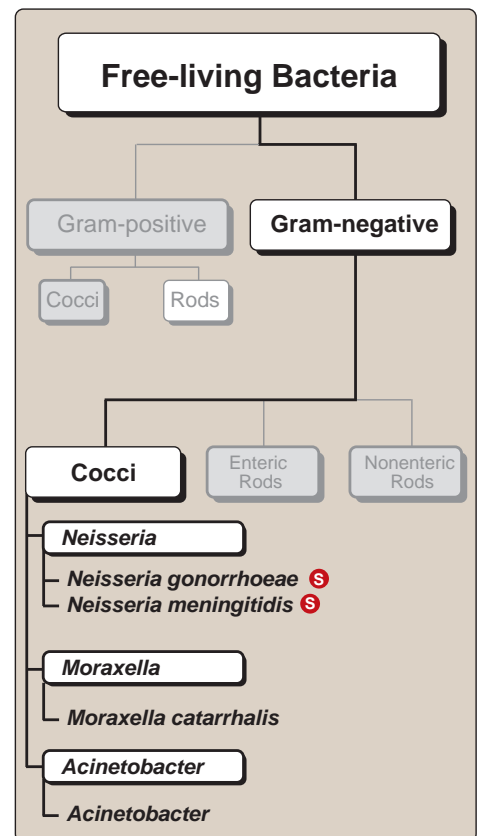 Free-living Bacteria
Gram-positive
Gram-negative
Cocci
Rods
Cocci
Enteric
Rods
Nonenteric
Rods
Neisseria
Neisseria gonorrhoeae S
Neisseria meningitidis S
Moraxella
Moraxella catarrhalis
Acinetobacter
Acinetobacter